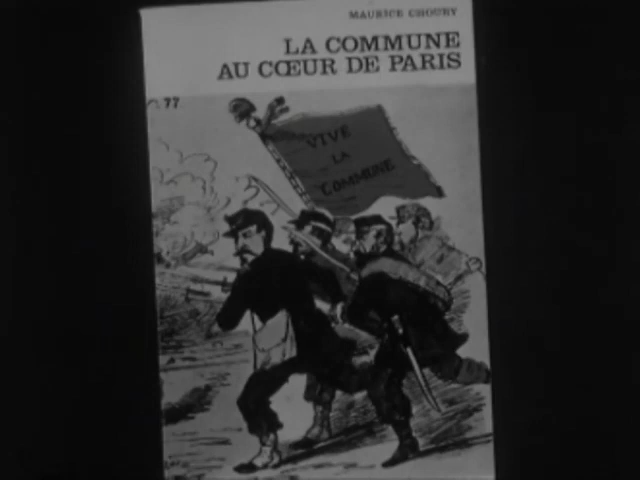 MAURICE CHOURY
LA COMMUNE
AU CŒUR DE PARIS
77
VIVE
LA
COMMUNE